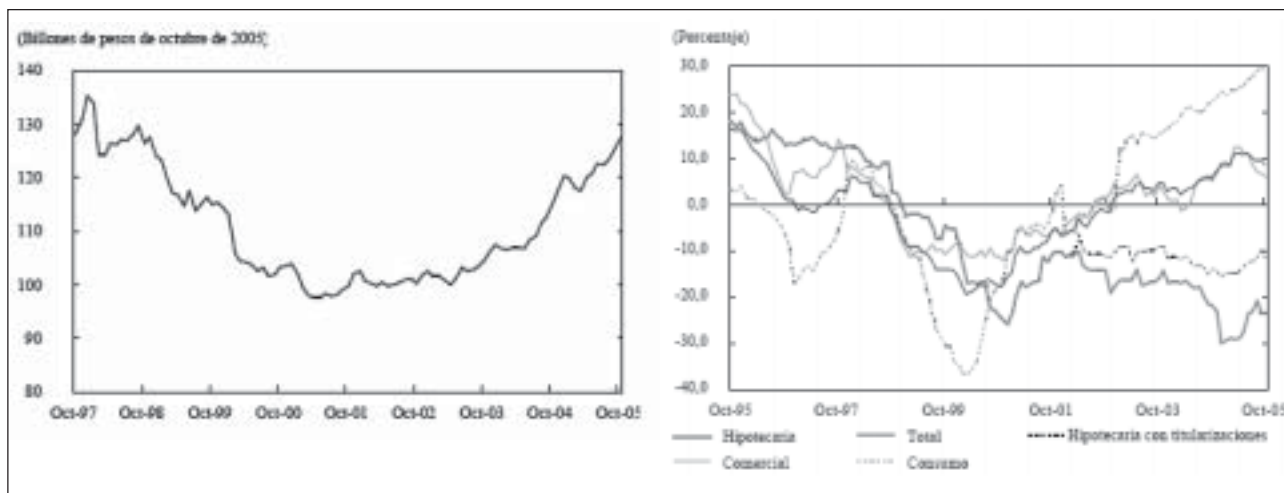 (Billones de pesos de octubre de 2005)
140
130
120
110
100
90
80
Oct-97 Oct-98 Oct-99 Oct-00 Oct-01 Oct-02 Oct-03 Oct-04 Oct-05
(Percentaje)
30,0
20,0
10,0
0,0
-10,0
-20,0
-30,0
-40,0
Oct-95 Oct-97 Oct-99 Oct-01 Oct-03 Oct-05
Hipotecaria Total Hipotecaria con titularizaciones
Comercial Consumo